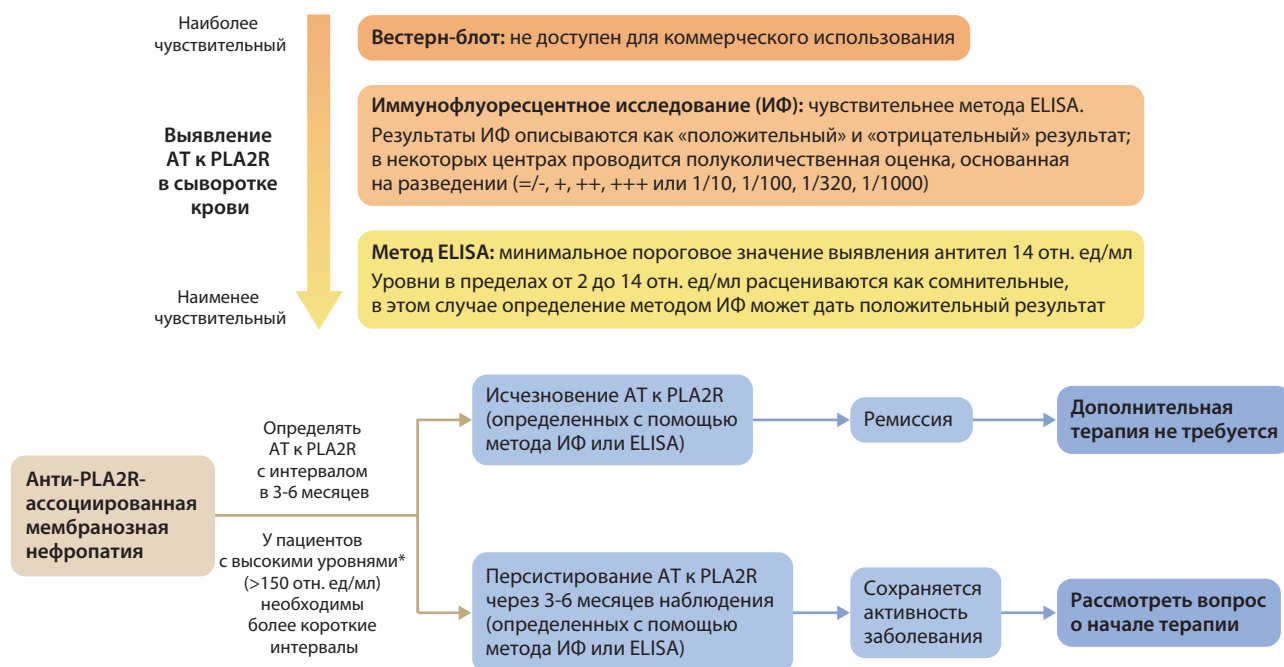 Наиболее
чувствительный
Выявление
АТ к PLA2R
в сыворотке
крови
Наименее
чувствительный
Вестерн-блот: не доступен для коммерческого использования
Иммунофлуоресцентное исследование (ИФ): чувствительнее метода ELISA.
Результаты ИФ описываются как «положительный» и «отрицательный» результат;
в некоторых центрах проводится полуколичественная оценка, основанная
на разведении (=/-, +, ++, +++ или 1/10, 1/100, 1/320, 1/1000)
Метод ELISA: минимальное пороговое значение выявления антител 14 отн. ед/мл
Уровни в пределах от 2 до 14 отн. ед/мл расцениваются как сомнительные,
в этом случае определение методом ИФ может дать положительный результат
Анти-PLA2R-
ассоциированная
мембранозная
нефропатия
Определять
АТ к PLA2R
с интервалом
в 3-6 месяцев
У пациентов
с высокими уровнями*
(>150 отн. ед/мл)
необходимы
более короткие
интервалы
Исчезновение АТ к PLA2R
(определенных с помощью
метода ИФ или ELISA)
Ремиссия
Дополнительная
терапия не требуется
Персистирование АТ к PLA2R
через 3-6 месяцев наблюдения
(определенных с помощью
метода ИФ или ELISA)
Сохраняется
активность
заболевания
Рассмотреть вопрос
о начале терапии